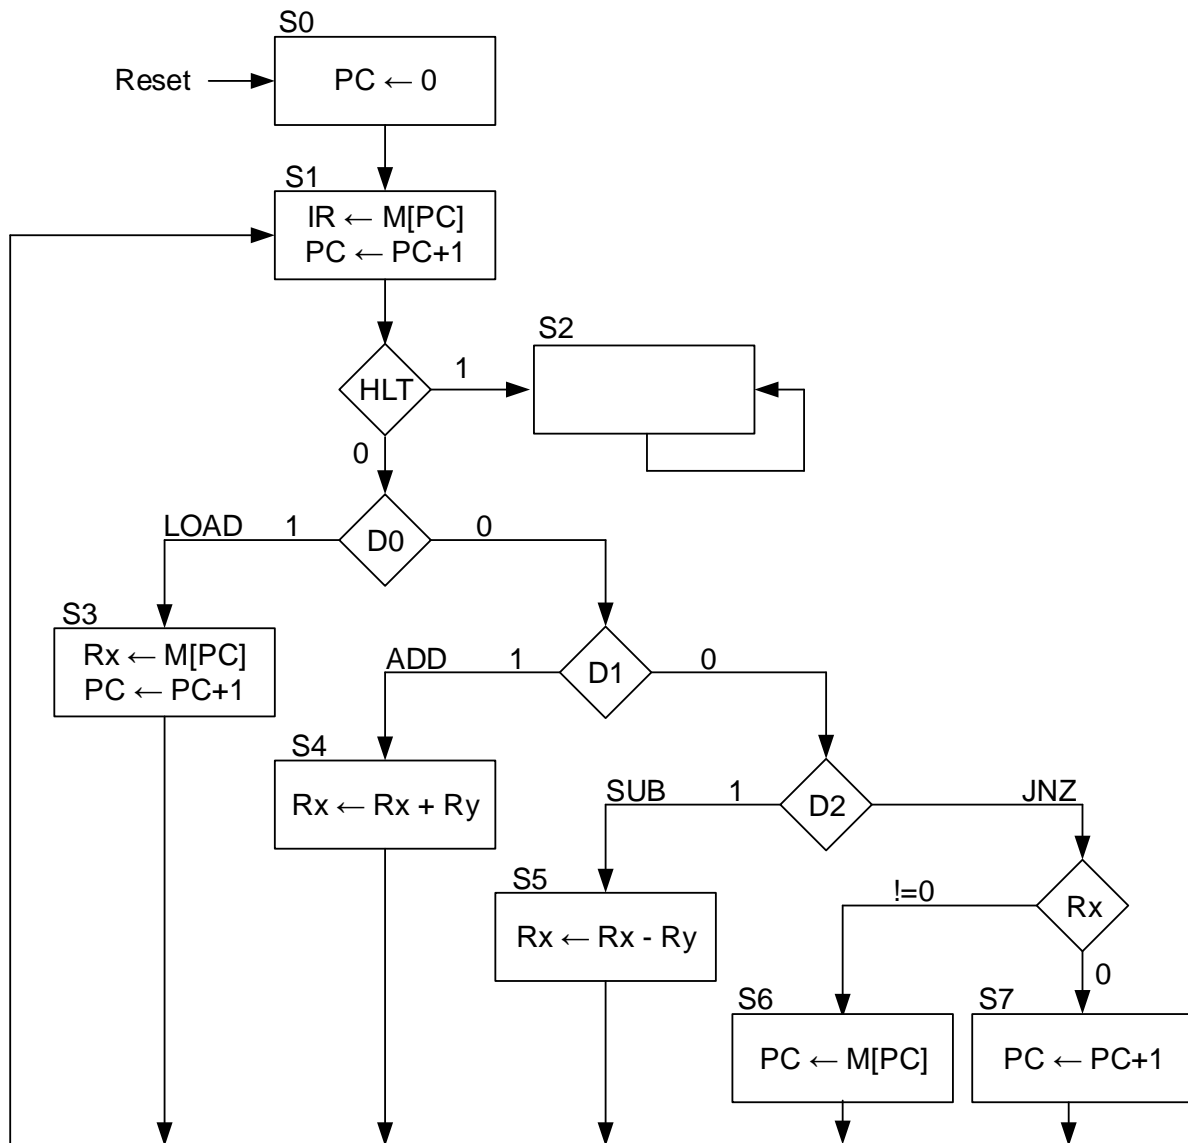 S0
Reset
PC ← 0
S1
IR ← M[PC]
PC ← PC+1
S2
HLT
1
0
LOAD
1
D0
0
S3
Rx ← M[PC]
PC ← PC+1
ADD
1
D1
0
S4
Rx ← Rx + Ry
SUB
1
D2
JNZ
S5
Rx ← Rx - Ry
!=0
Rx
0
S6
PC ← M[PC]
S7
PC ← PC+1